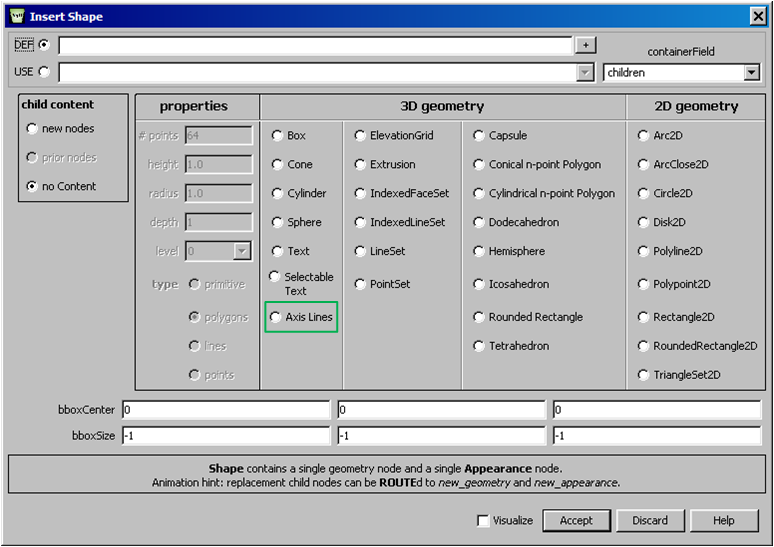 Insert Shape
DEF
+
containerField
USE
children
child content
properties
3D geometry
2D geometry
new nodes
# points
64
Box
ElevationGrid
Capsule
Arc2D
prior nodes
height
1.0
Cone
Extrusion
Conical n-point Polygon
ArcClose2D
no Content
radius
1.0
Cylinder
IndexedFaceSet
Cylindrical n-point Polygon
Circle2D
depth
1
Sphere
IndexedLineSet
Dodecahedron
Disk2D
level
0
Text
LineSet
Hemisphere
Polyline2D
type
primitive
Selectable
Text
PointSet
Icosahedron
Polypoint2D
polygons
Axis Lines
Rounded Rectangle
Rectangle2D
lines
Tetrahedron
RoundedRectangle2D
points
TriangleSet2D
bboxCenter
0
0
0
bboxSize
-1
-1
-1
Shape contains a single geometry node and a single Appearance node.
Animation hint: replacement child nodes can be ROUTEd to new_geometry and new_appearance.
Visualize
Accept
Discard
Help